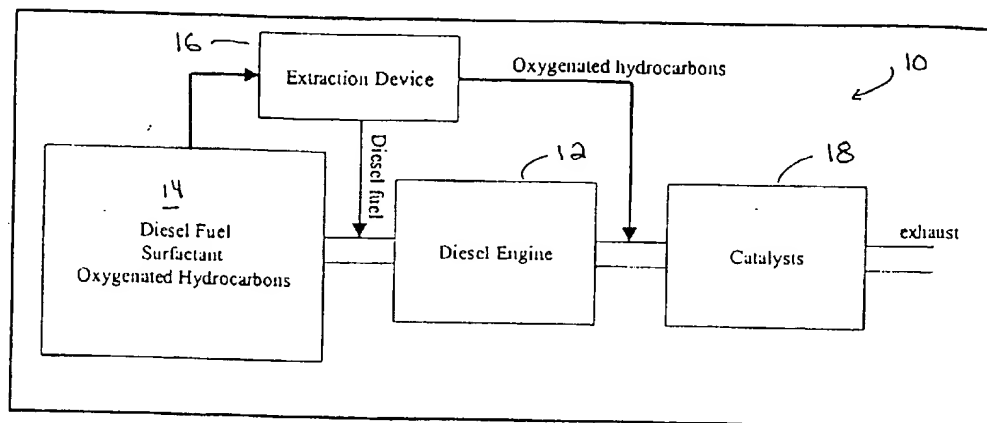 16
Extraction Device
Oxygenated hydrocarbons
10
Diesel fuel
12
18
14
Diesel Fuel
Surfactant
Oxygenated Hydrocarbons
Diesel Engine
Catalysts
exhaust